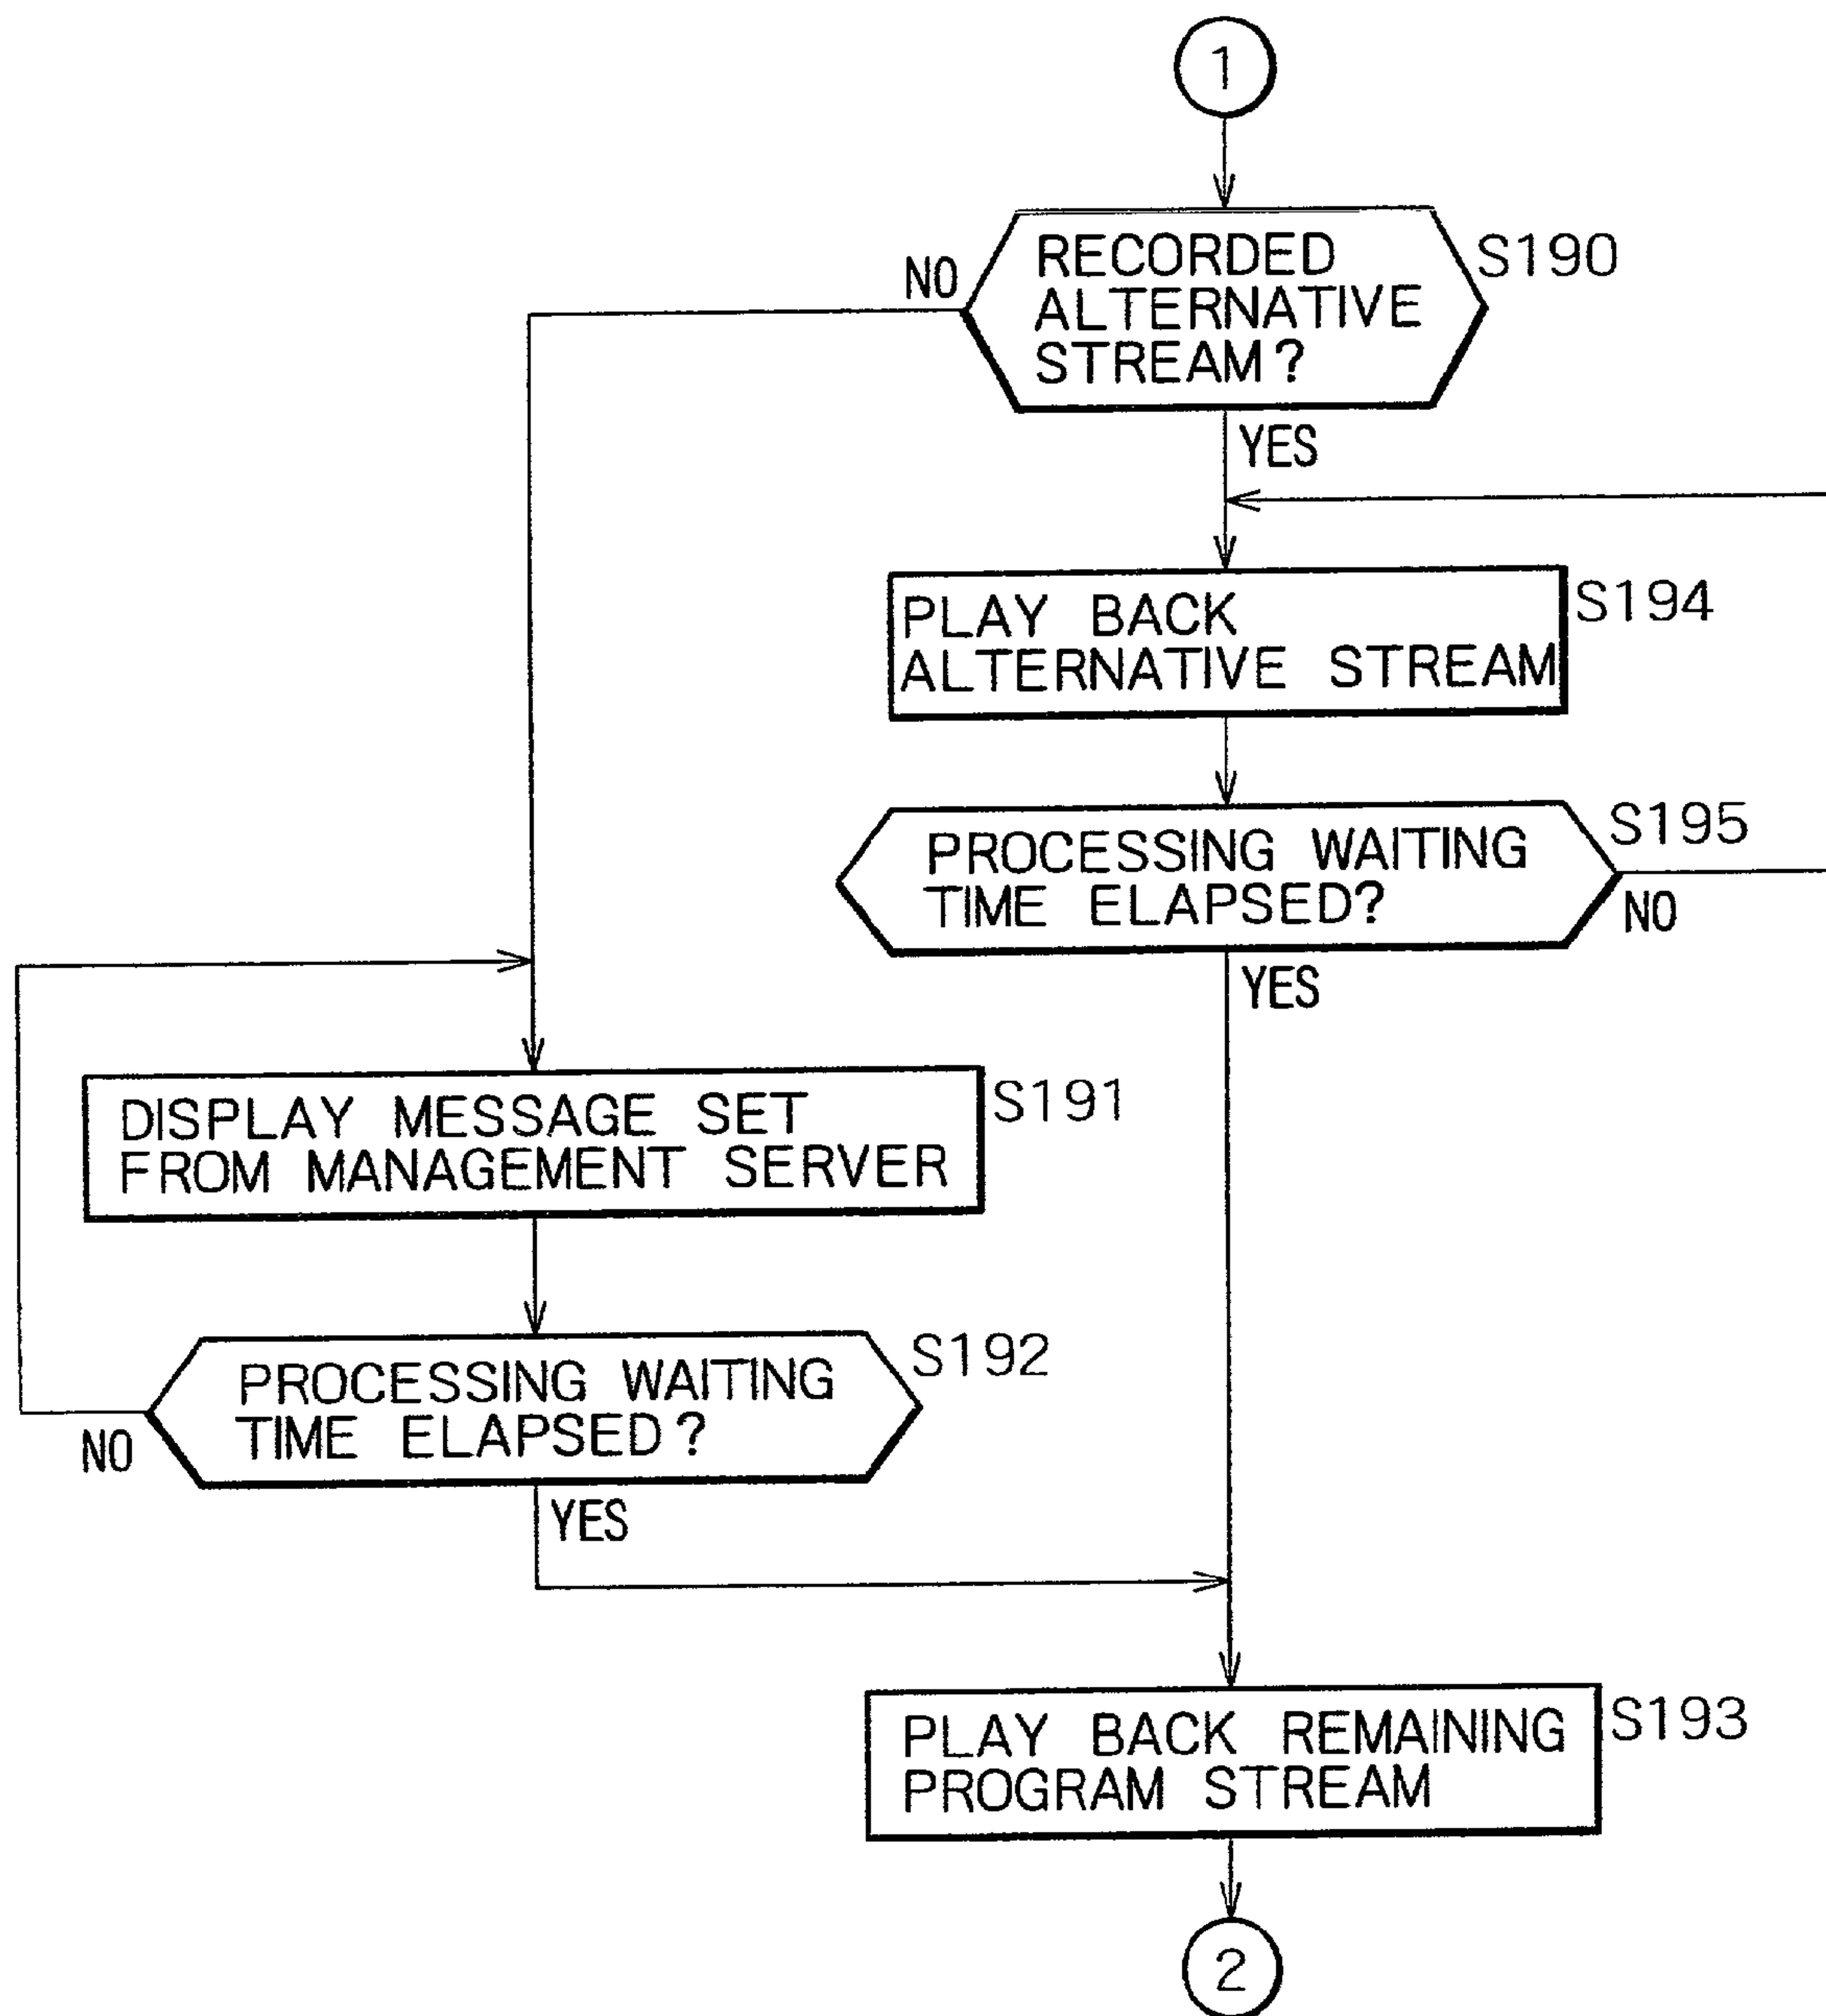 1
RECORDED
ALTERNATIVE
STREAM?
S190
NO
YES
PLAY BACK
ALTERNATIVE STREAM
S194
PROCESSING WAITING
TIME ELAPSED?
S195
NO
YES
DISPLAY MESSAGE SET
FROM MANAGEMENT SERVER
S191
PROCESSING WAITING
TIME ELAPSED?
S192
NO
YES
PLAY BACK REMAINING
PROGRAM STREAM
S193
2